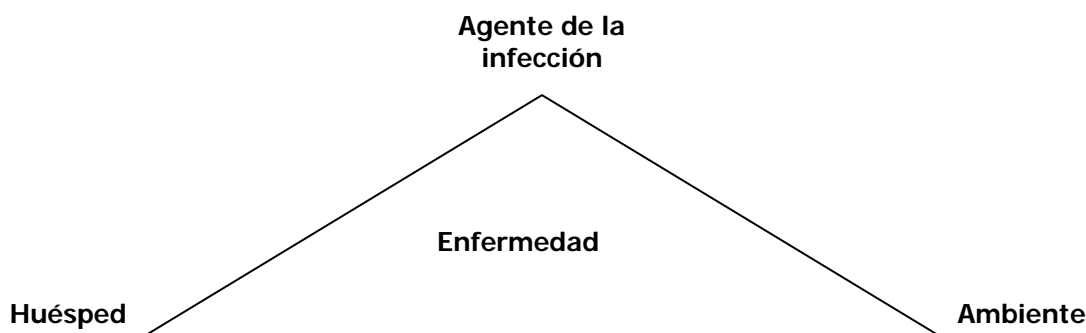 Agente de la
infección
Enfermedad
Huésped
Ambiente